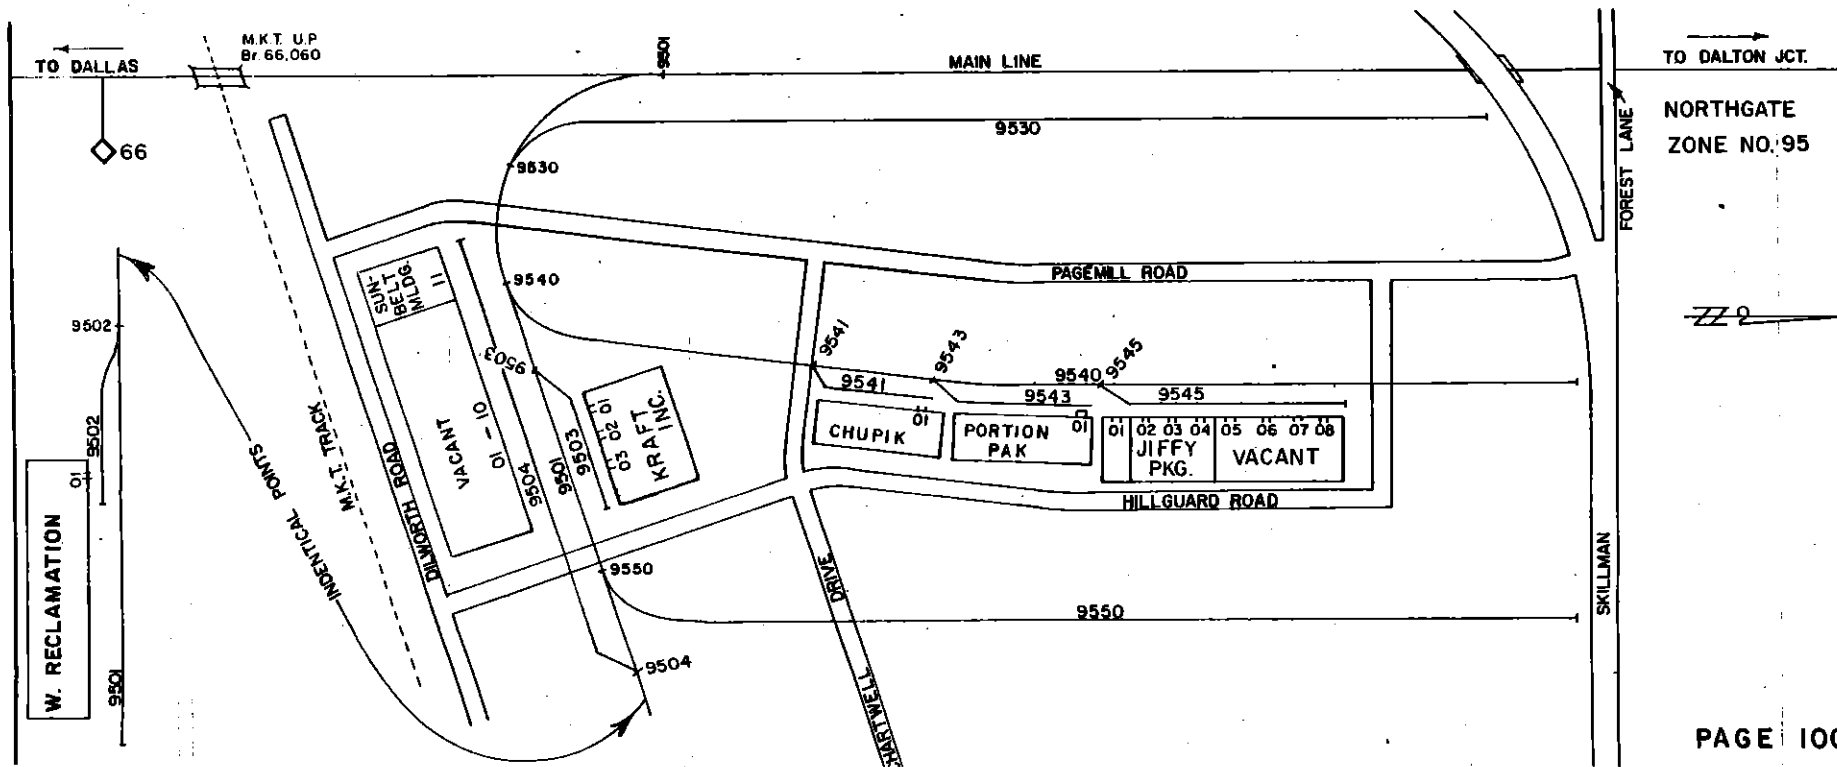 M.K.T. U.P.
Br. 66.060
TO DALLAS
9501
MAIN LINE
TO DALTON JCT.
66
9530
9530
FOREST LANE
NORTHGATE
ZONE NO. 95
PAGEMILL ROAD
9540
SUN-
BELT
MLDG.
11
9502
9503
9541
9543
9545
9540
9541
9543
9545
VACANT
01 - 10
KRAFT
INC.
03 02 01
9503
9501
9504
CHUPIK
01
PORTION
PAK
01
01 02 03 04 05 06 07 08
JIFFY
PKG.
VACANT
HILLGUARD ROAD
9502
01
W. RECLAMATION
9501
INDENTICAL POINTS
M.K.T. TRACK
DILWORTH ROAD
9550
9550
9504
HARTWELL DRIVE
SKILLMAN
PAGE 100